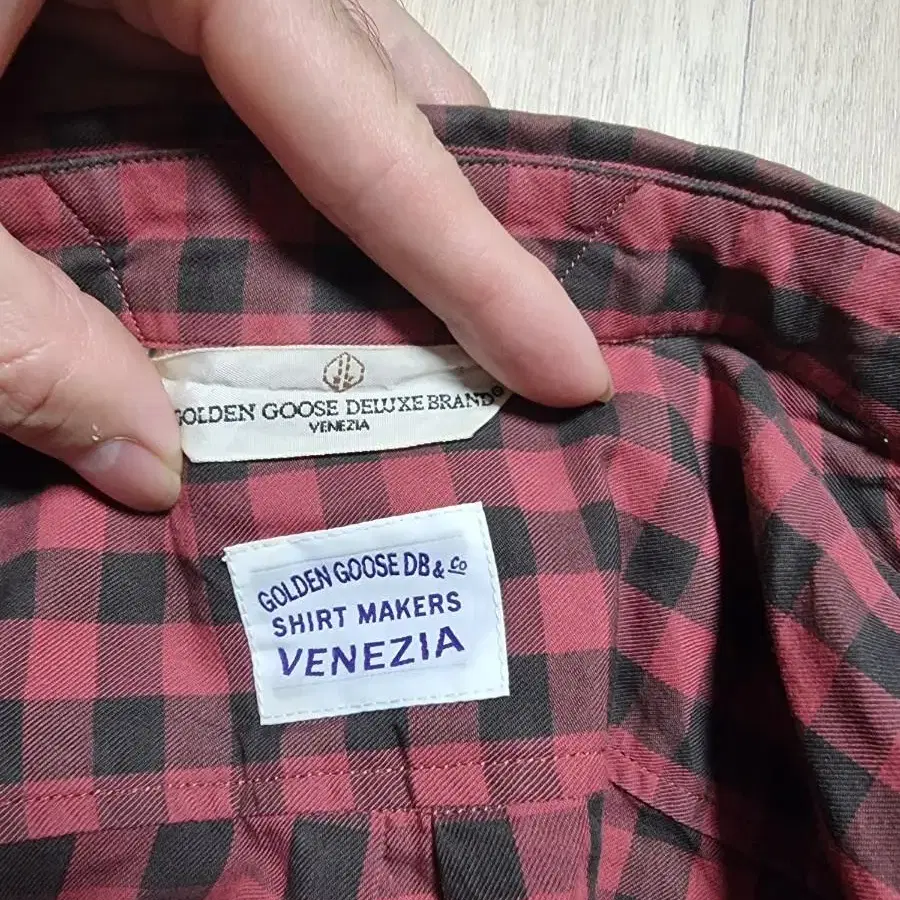 GOLDEN GOOSE DELUXE BRAND®
VENEZIA
GOLDEN GOOSE DB & Co
SHIRT MAKERS
VENEZIA